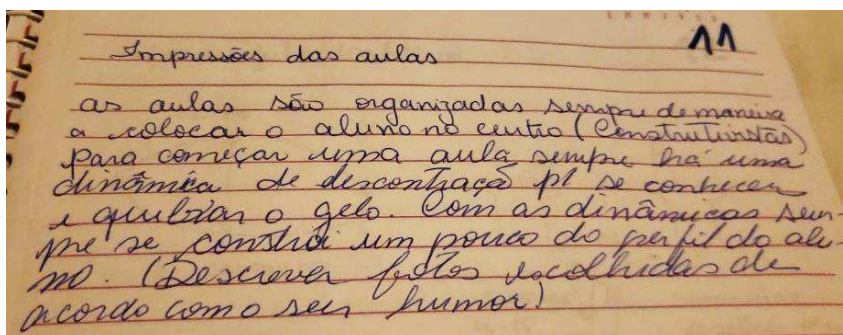 11
Impressões das aulas
as aulas são organizadas sempre de maneira
a colocar o aluno no centro (Construtivistas)
para começar uma aula sempre há uma
dinâmica de descontração p/ se conhecer
e quebrar o gelo. Com as dinâmicas sem-
pre se constrói um pouco do perfil do alu-
no. (Descrever fotos escolhidas de
acordo com o seu humor)